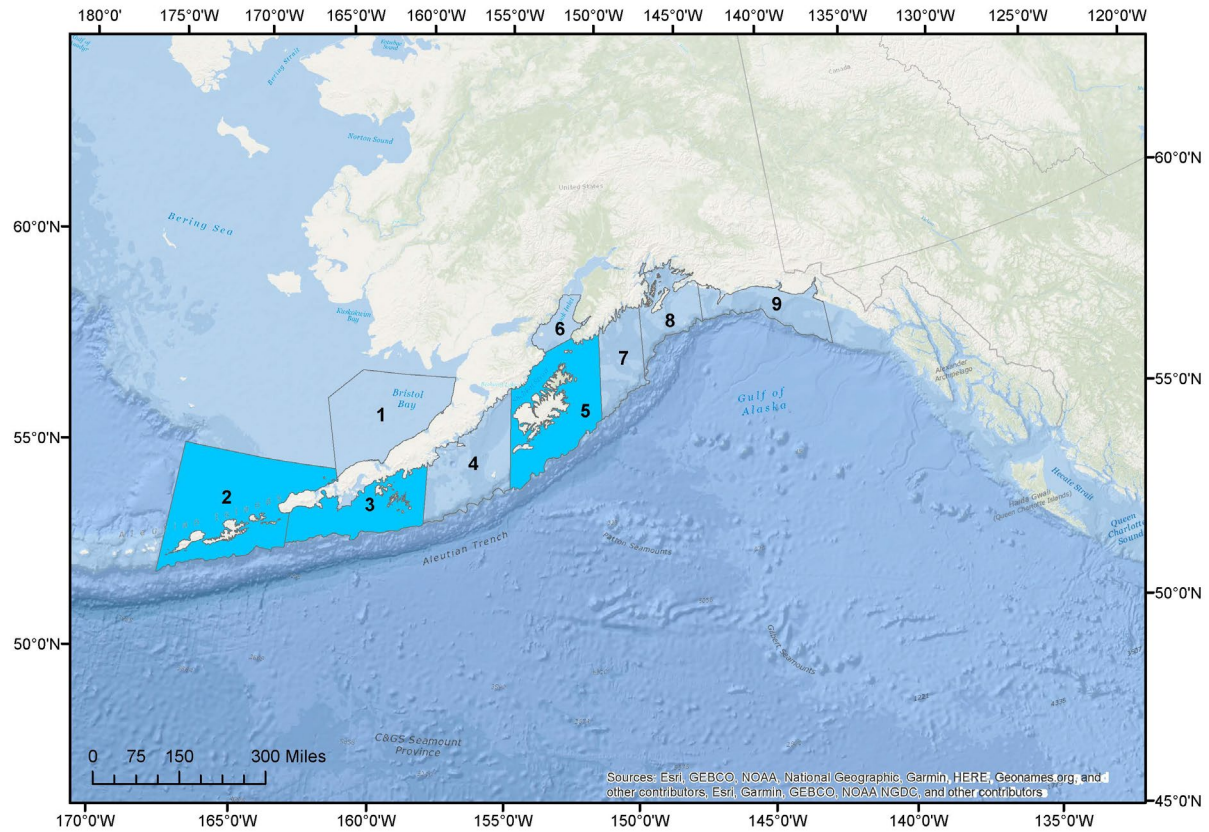 180°0' 175°0'W 170°0'W 165°0'W 160°0'W 155°0'W 150°0'W 145°0'W 140°0'W 135°0'W 130°0'W 125°0'W 120°0'W
Bering Strait
Canada
Norton Sound
60°0'N
United States
Bering Sea
60°0'N
Kuskokwim
Bay
6
8
9
7
Alexander
Archipelago
55°0'N
Bristol
Bay
1
5
Gulf of
Alaska
55°0'N
4
2
3
Hecate Strait
Haida Gwaii
(Queen Charlotte Islands)
Queen
Charlotte
Sound
Aleutian Trench
Patton Seamounts
50°0'N
50°0'N
Gilbert Seamounts
C&GS Seamount
Province
0 75 150 300 Miles
Sources: Esri, GEBCO, NOAA, National Geographic, Garmin, HERE, Geonames.org, and
other contributors, Esri, Garmin, GEBCO, NOAA NGDC, and other contributors
45°0'N
170°0'W 165°0'W 160°0'W 155°0'W 150°0'W 145°0'W 140°0'W 135°0'W